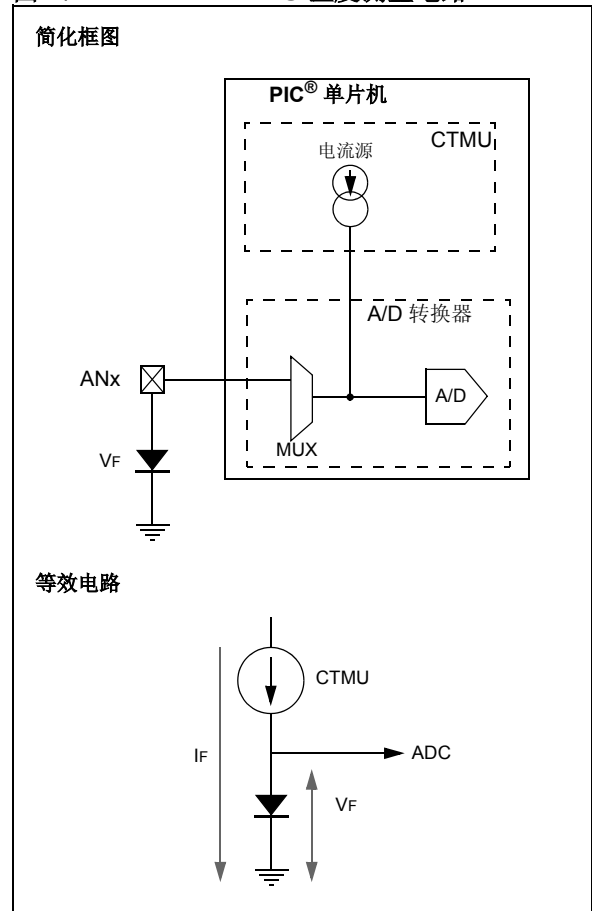 简化框图
PIC® 单片机
CTMU
电流源
A/D 转换器
ANx
A/D
MUX
VF
等效电路
CTMU
IF
ADC
VF